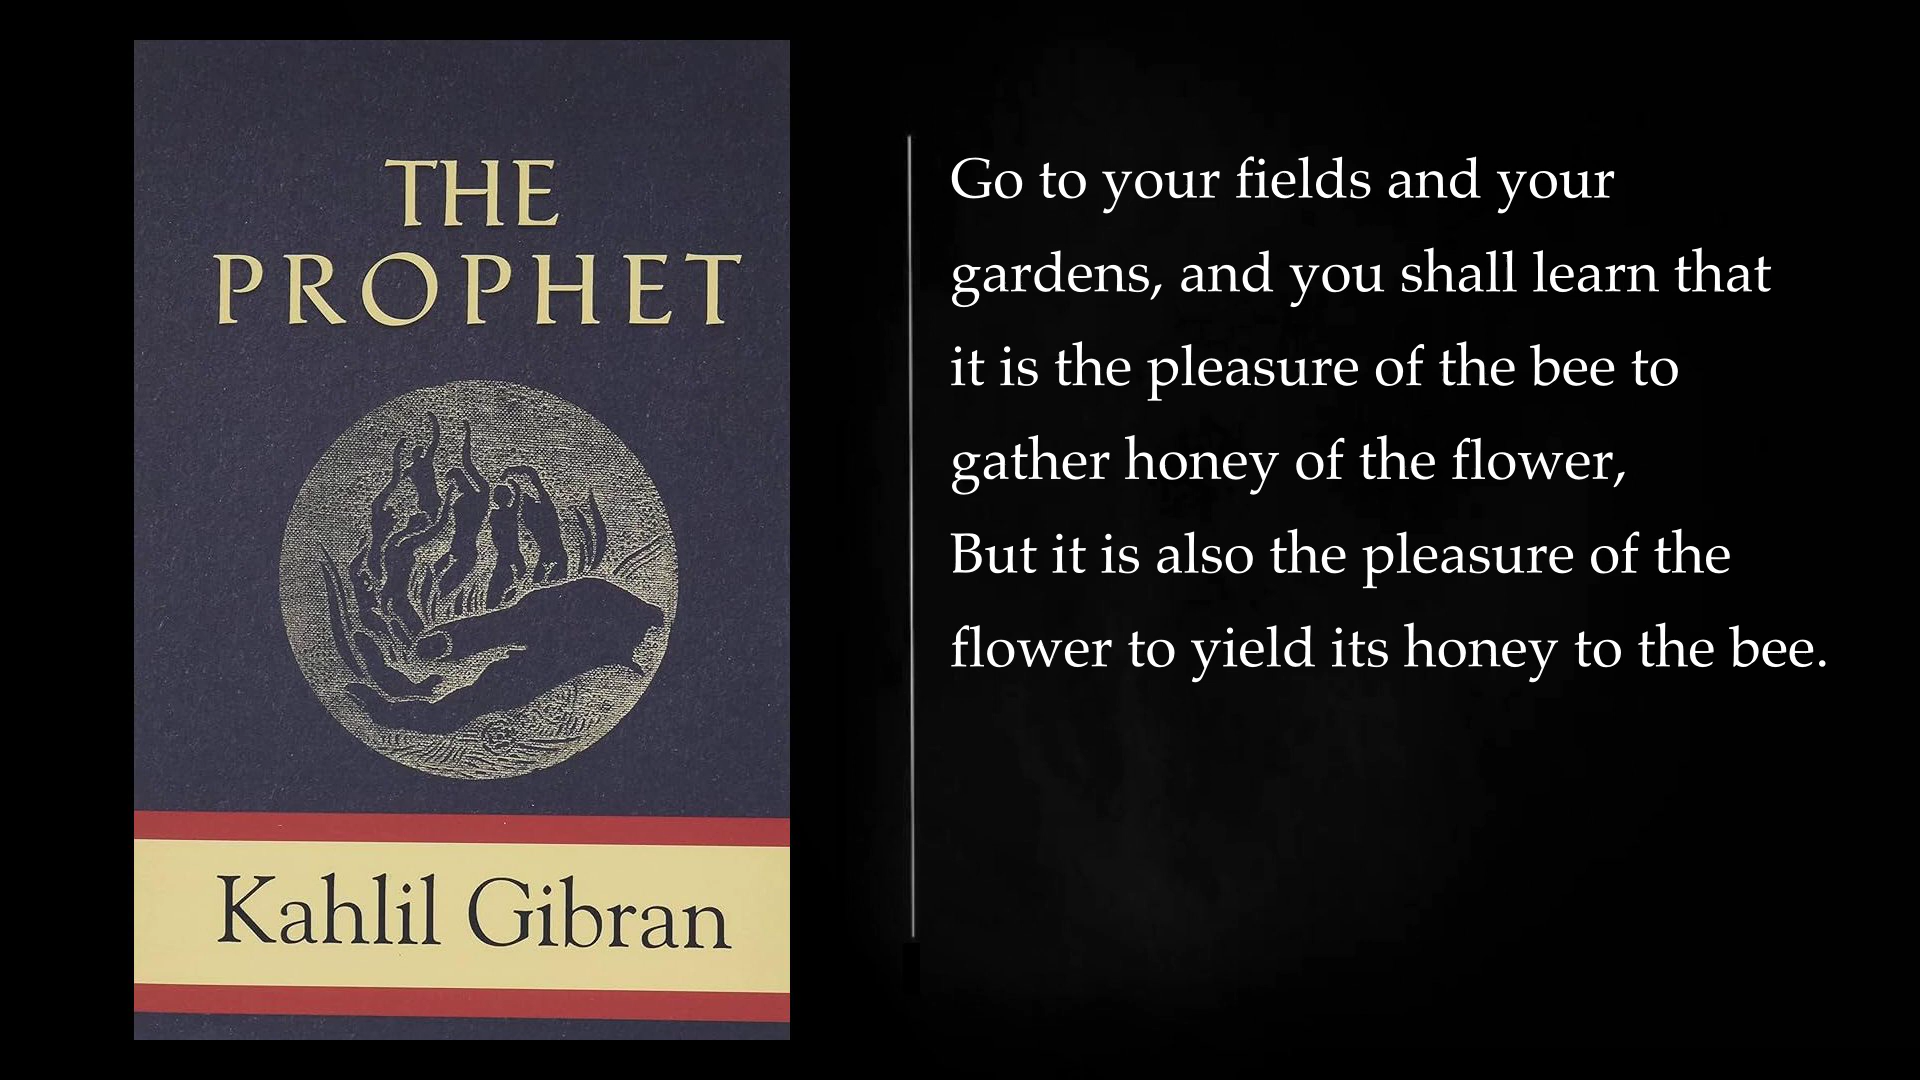 THE
PROPHET
Kahlil Gibran
Go to your fields and your
gardens, and you shall learn that
it is the pleasure of the bee to
gather honey of the flower,
But it is also the pleasure of the
flower to yield its honey to the bee.